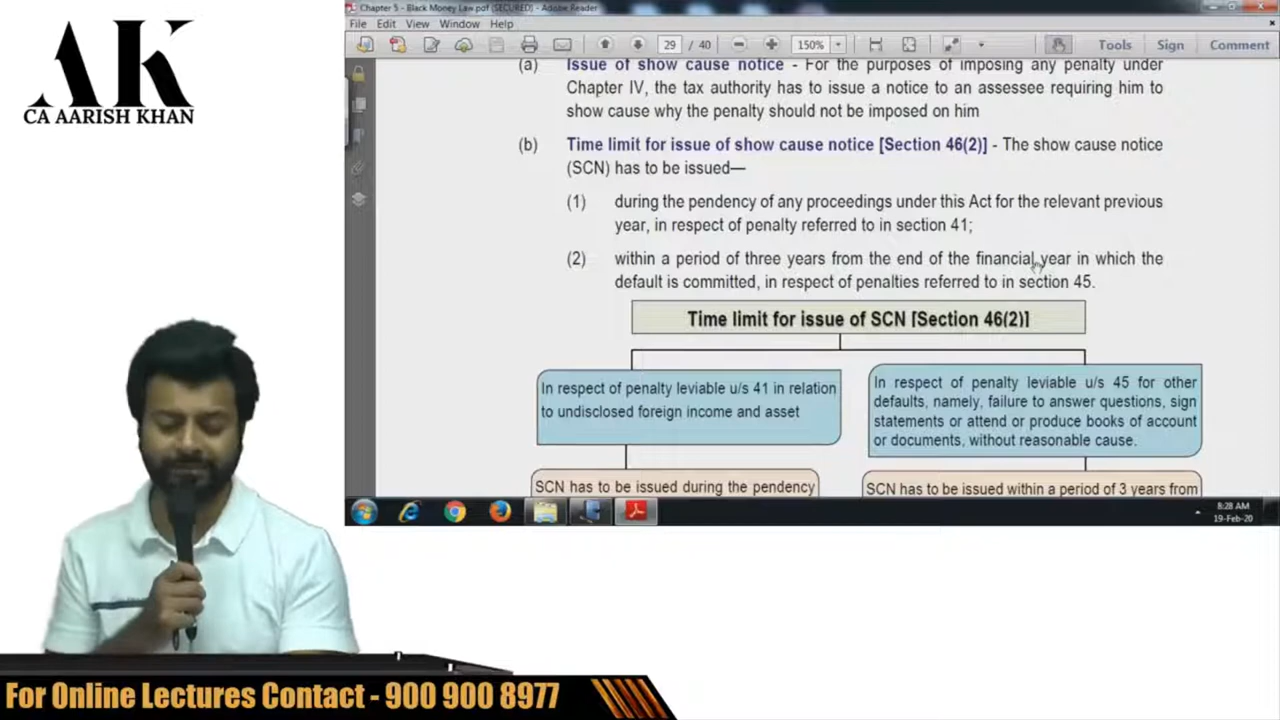 AK
CA AARISH KHAN
Chapter 5 - Black Money Law.pdf (SECURED) - Adobe Reader
File Edit View Window Help
29 / 40 150% Tools Sign Comment
(a) Issue of show cause notice - For the purposes of imposing any penalty under
Chapter IV, the tax authority has to issue a notice to an assessee requiring him to
show cause why the penalty should not be imposed on him
(b) Time limit for issue of show cause notice [Section 46(2)] - The show cause notice
(SCN) has to be issued—
(1) during the pendency of any proceedings under this Act for the relevant previous
year, in respect of penalty referred to in section 41;
(2) within a period of three years from the end of the financial year in which the
default is committed, in respect of penalties referred to in section 45.
Time limit for issue of SCN [Section 46(2)]
In respect of penalty leviable u/s 41 in relation
to undisclosed foreign income and asset
In respect of penalty leviable u/s 45 for other
defaults, namely, failure to answer questions, sign
statements or attend or produce books of account
or documents, without reasonable cause.
SCN has to be issued during the pendency
SCN has to be issued within a period of 3 years from
8:28 AM
19-Feb-20
For Online Lectures Contact - 900 900 8977